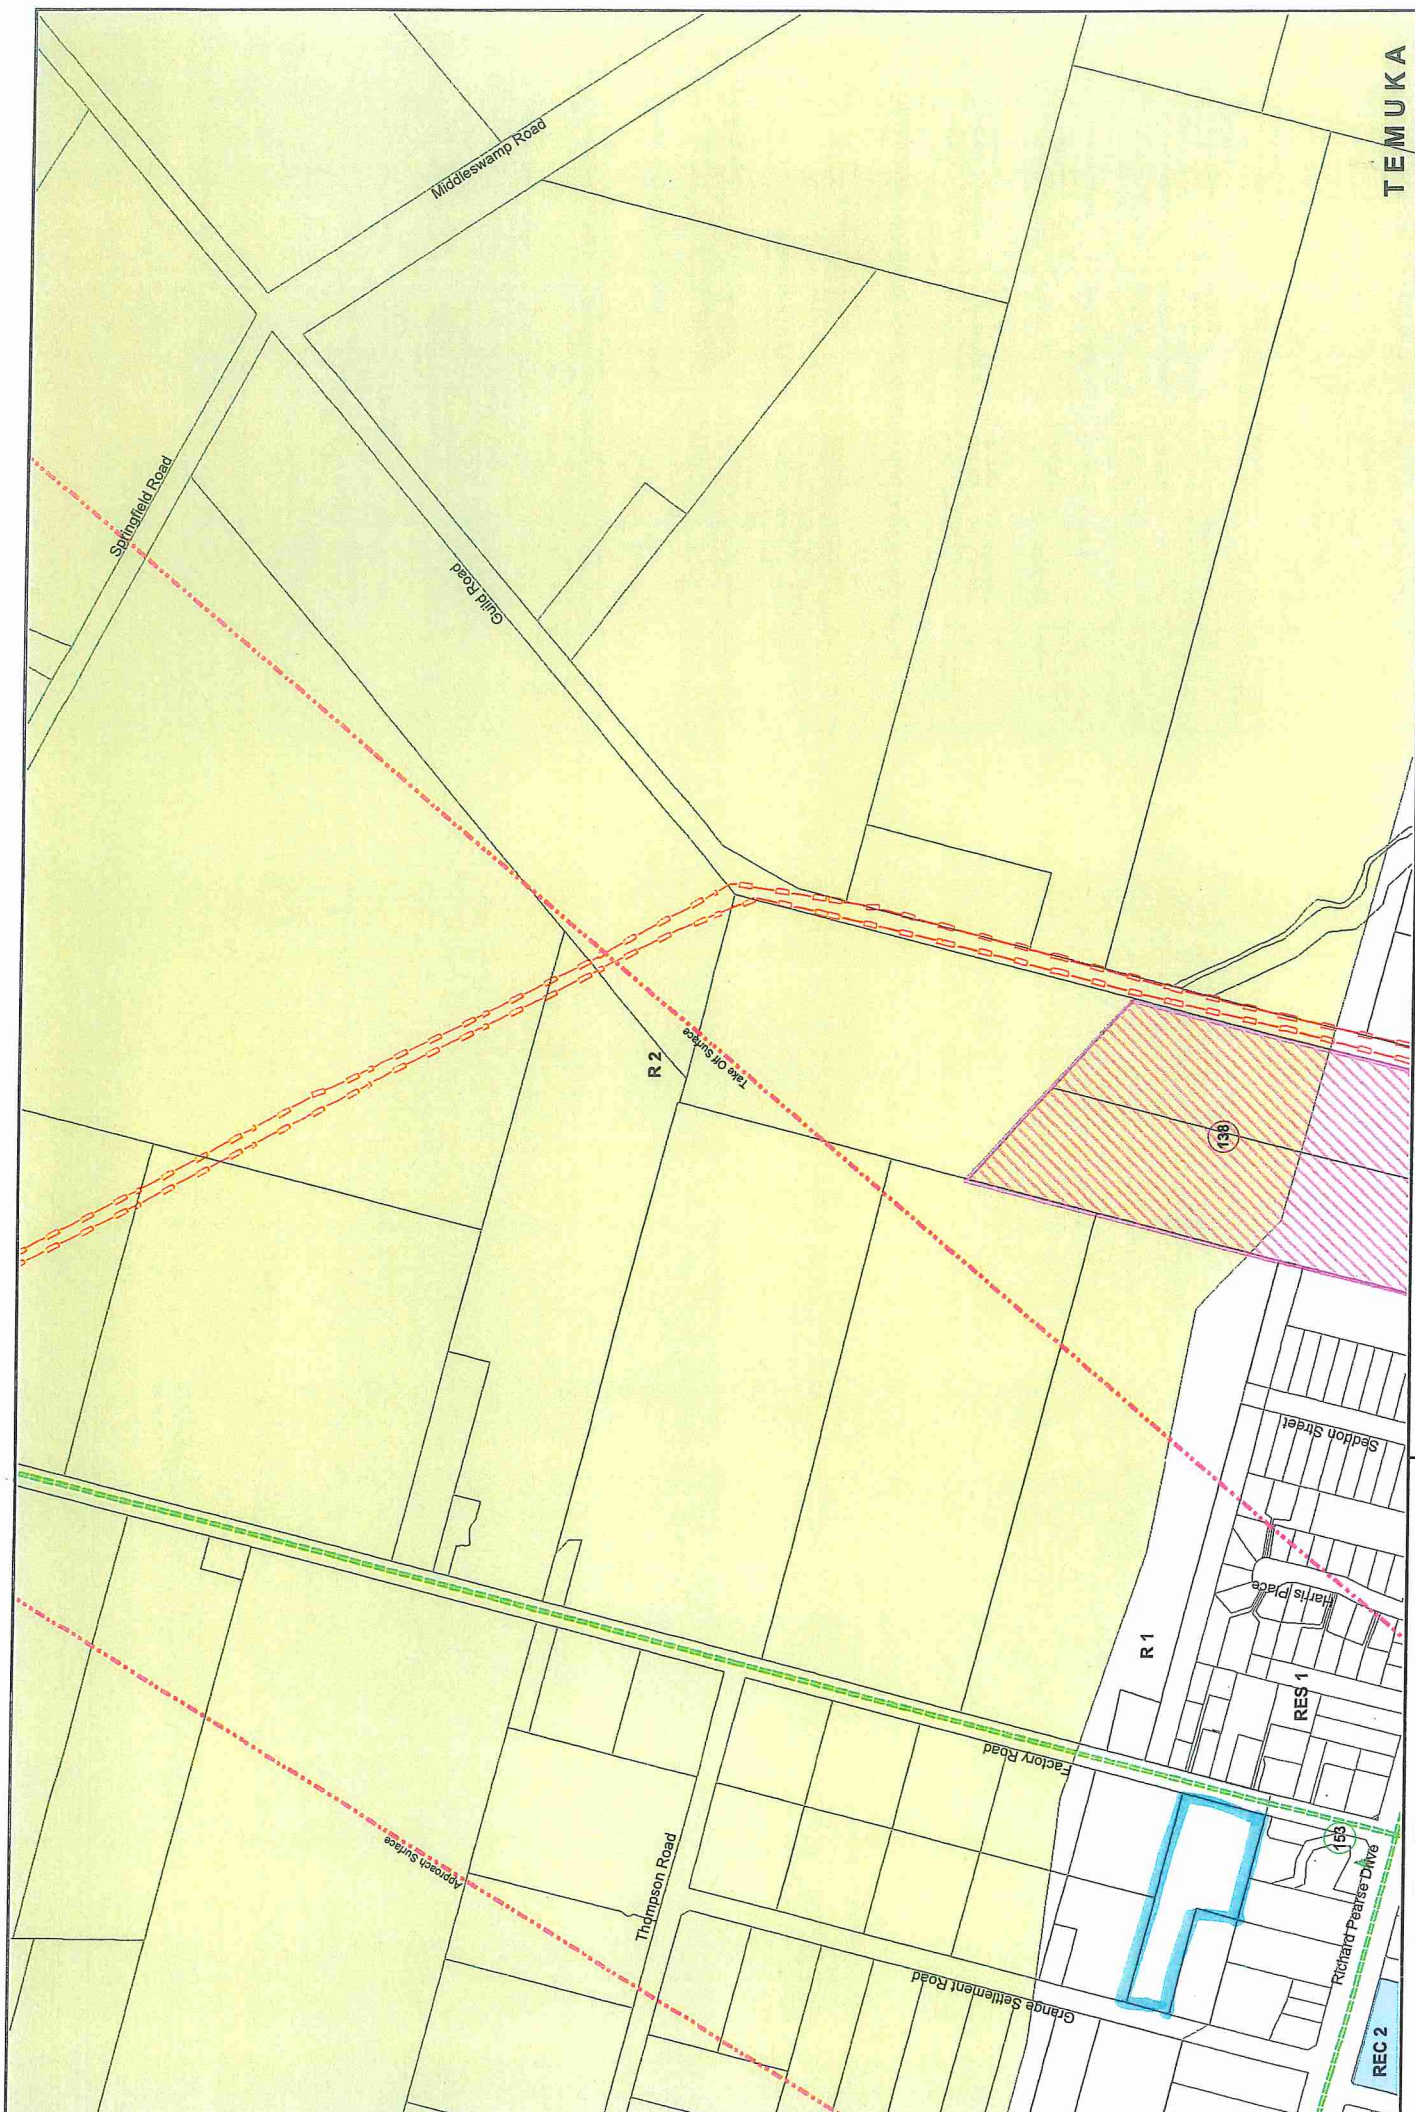 TEMUKA
Middleswamp Road
Springfield Road
Guild Road
R 2
Take Off Surface
138
Seddon Street
Harris Place
R 1
RES 1
Factory Road
153
Richard Pearse Drive
Approach Surface
Thompson Road
Grange Settlement Road
REC 2